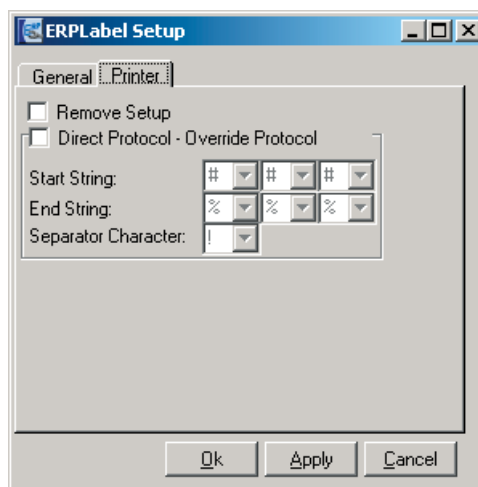 ERPLabel Setup
General Printer
Remove Setup
Direct Protocol - Override Protocol
Start String: # # #
End String: % % %
Separator Character: !
Ok Apply Cancel